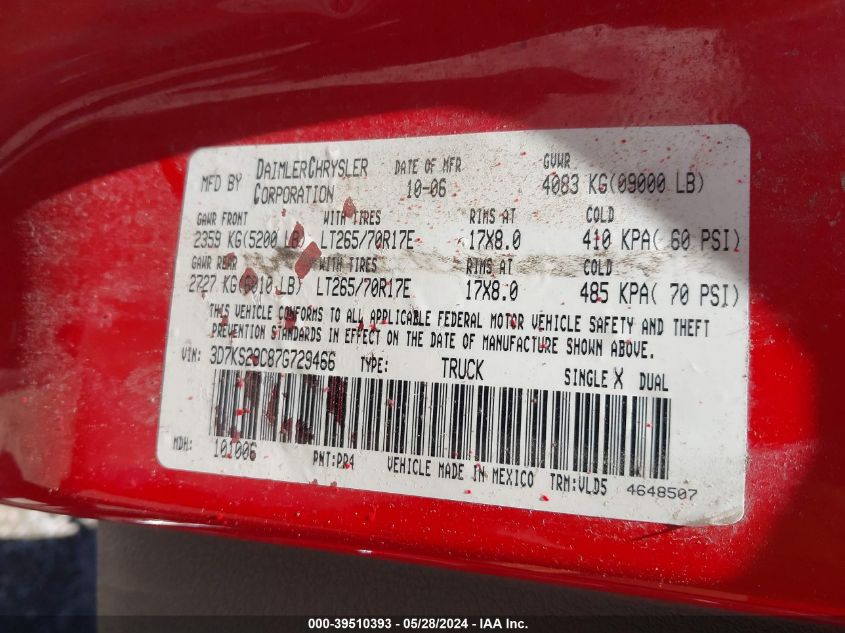 MFD BY DAIMLERCHRYSLER CORPORATION DATE OF MFR 10-06 GVWR 4083 KG(09000 LB)
GAWR FRONT WITH TIRES RIMS AT COLD
2359 KG(5200 LB) LT265/70R17E 17X8.0 410 KPA( 60 PSI)
GAWR REAR WITH TIRES RIMS AT COLD
2727 KG(6010 LB) LT265/70R17E 17X8.0 485 KPA( 70 PSI)
THIS VEHICLE CONFORMS TO ALL APPLICABLE FEDERAL MOTOR VEHICLE SAFETY AND THEFT
PREVENTION STANDARDS IN EFFECT ON THE DATE OF MANUFACTURE SHOWN ABOVE.
VIN: 3D7KS29C87G729466 TYPE: TRUCK SINGLE X DUAL
MDH: 101006 PNT:PR4 VEHICLE MADE IN MEXICO TRM:VLD5 4648507
000-39510393 - 05/28/2024 - IAA Inc.